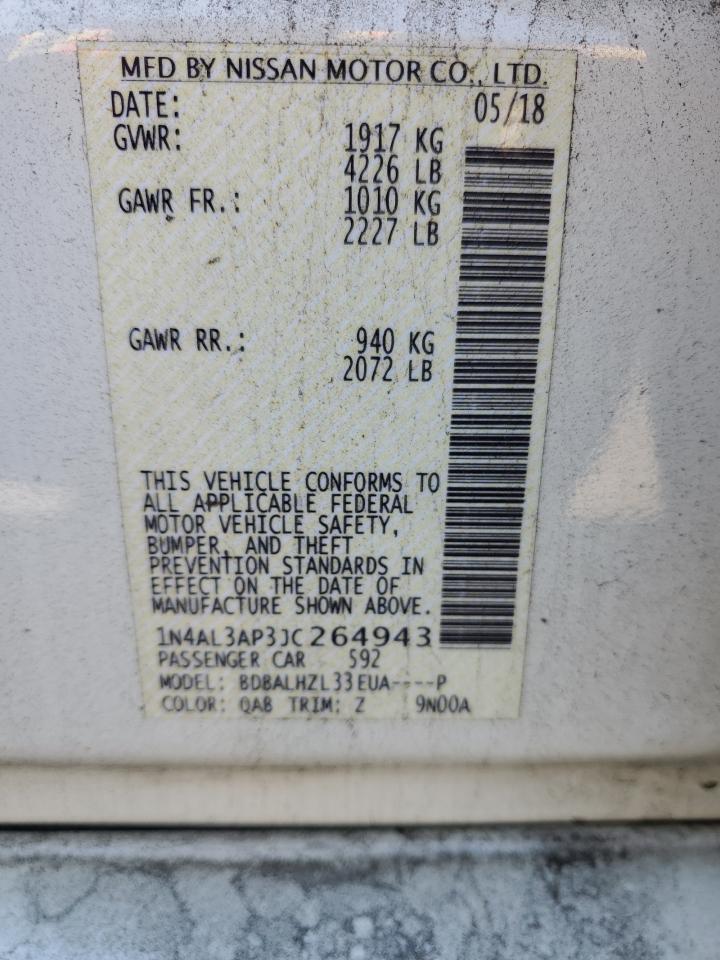 MFD BY NISSAN MOTOR CO., LTD.
DATE: 05/18
GVWR: 1917 KG
4226 LB
GAWR FR.: 1010 KG
2227 LB
GAWR RR.: 940 KG
2072 LB
THIS VEHICLE CONFORMS TO
ALL APPLICABLE FEDERAL
MOTOR VEHICLE SAFETY,
BUMPER, AND THEFT
PREVENTION STANDARDS IN
EFFECT ON THE DATE OF
MANUFACTURE SHOWN ABOVE.
1N4AL3AP3JC264943
PASSENGER CAR 592
MODEL: BDBALHZL33EUA----P
COLOR: QAB TRIM: Z 9N00A